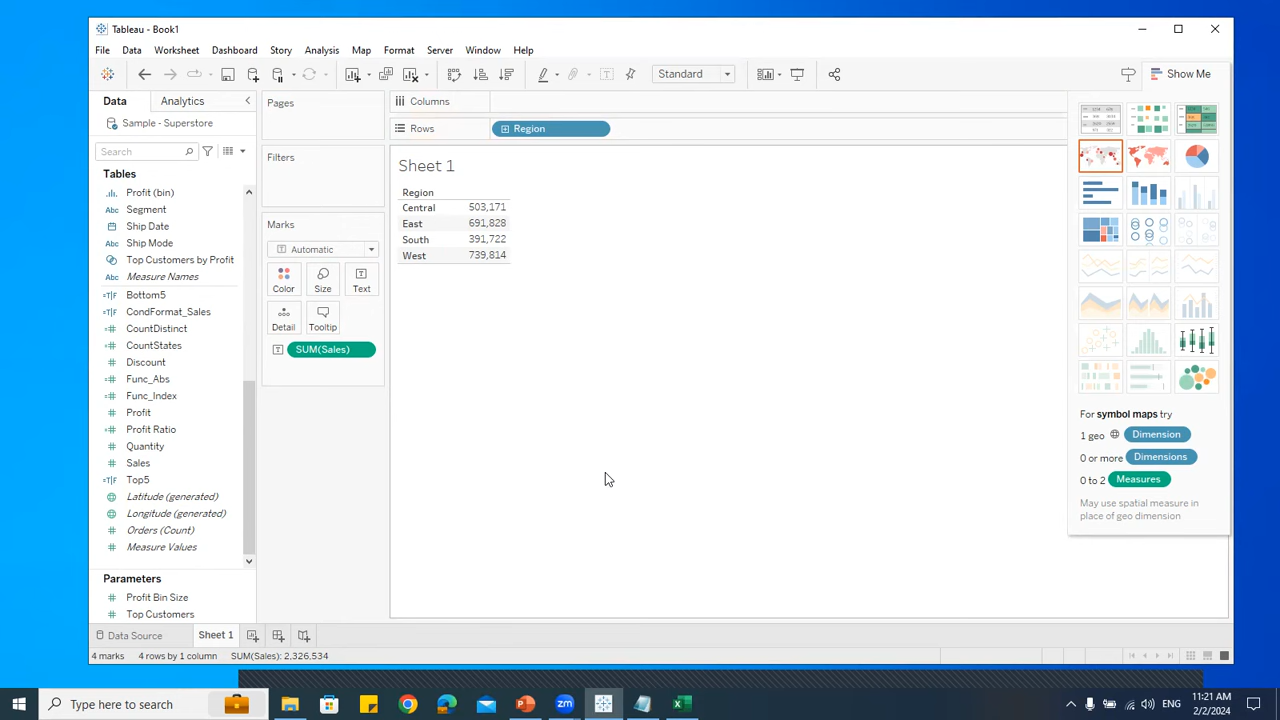 Tableau - Book1
File Data Worksheet Dashboard Story Analysis Map Format Server Window Help
Standard
Show Me
Data Analytics
Pages
Columns
Sample - Superstore
Rows Region
Search
Filters
Sheet 1
Tables
Profit (bin)
Segment
Ship Date
Ship Mode
Top Customers by Profit
Measure Names
Bottom5
CondFormat_Sales
CountDistinct
CountStates
Discount
Func_Abs
Func_Index
Profit
Profit Ratio
Quantity
Sales
Top5
Latitude (generated)
Longitude (generated)
Orders (Count)
Measure Values
Parameters
Profit Bin Size
Top Customers
Marks
Automatic
Color Size Text
Detail Tooltip
SUM(Sales)
Region
Central 503,171
East 691,828
South 391,722
West 739,814
For symbol maps try
1 geo Dimension
0 or more Dimensions
0 to 2 Measures
May use spatial measure in
place of geo dimension
Data Source Sheet 1
4 marks 4 rows by 1 column SUM(Sales): 2,326,534
Type here to search
ENG
11:21 AM
2/2/2024